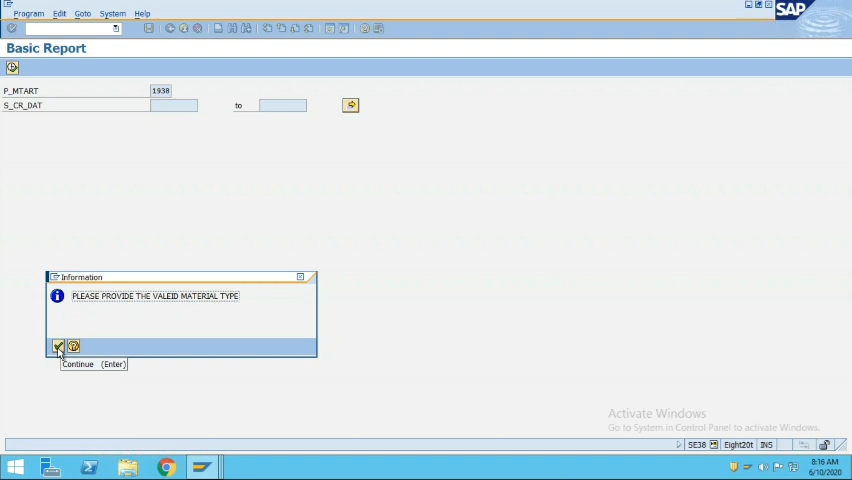 Program Edit Goto System Help
SAP
Basic Report
P_MTART 1938
S_CR_DAT to
Information
PLEASE PROVIDE THE VALEID MATERIAL TYPE
Continue (Enter)
Activate Windows
Go to System in Control Panel to activate Windows.
SE38 Eight20t INS
8:16 AM
6/10/2020